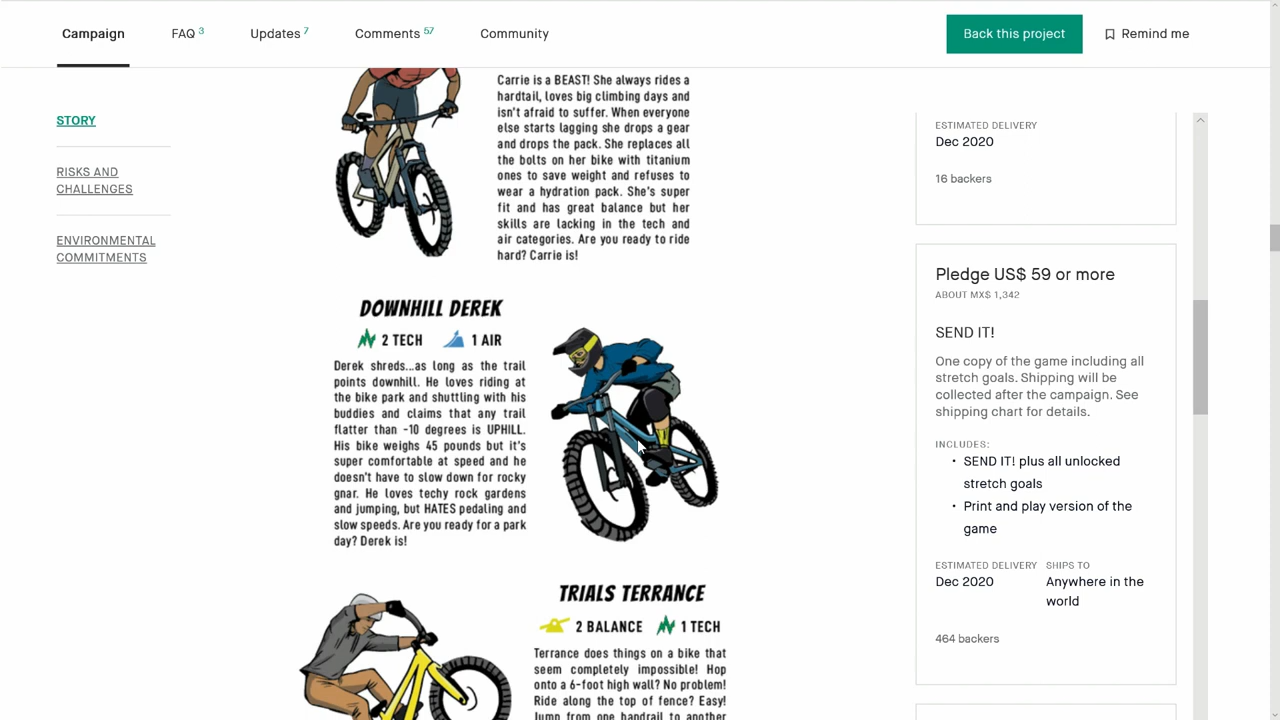 Campaign
FAQ 3
Updates 7
Comments 57
Community
Back this project
Remind me
STORY
RISKS AND
CHALLENGES
ENVIRONMENTAL
COMMITMENTS
Carrie is a BEAST! She always rides a
hardtail, loves big climbing days and
isn't afraid to suffer. When everyone
else starts lagging she drops a gear
and drops the pack. She replaces all
the bolts on her bike with titanium
ones to save weight and refuses to
wear a hydration pack. She's super
fit and has great balance but her
skills are lacking in the tech and
air categories. Are you ready to ride
hard? Carrie is!
DOWNHILL DEREK
2 TECH 1 AIR
Derek shreds...as long as the trail
points downhill. He loves riding at
the bike park and shuttling with his
buddies and claims that any trail
flatter than -10 degrees is UPHILL.
His bike weighs 45 pounds but it's
super comfortable at speed and he
doesn't have to slow down for rocky
gnar. He loves techy rock gardens
and jumping, but HATES pedaling and
slow speeds. Are you ready for a park
day? Derek is!
TRIALS TERRANCE
2 BALANCE 1 TECH
Terrance does things on a bike that
seem completely impossible! Hop
onto a 6-foot high wall? No problem!
Ride along the top of fence? Easy!
Jump from one handrail to another
ESTIMATED DELIVERY
Dec 2020
16 backers
Pledge US$ 59 or more
ABOUT MX$ 1,342
SEND IT!
One copy of the game including all
stretch goals. Shipping will be
collected after the campaign. See
shipping chart for details.
INCLUDES:
• SEND IT! plus all unlocked
stretch goals
• Print and play version of the
game
ESTIMATED DELIVERY SHIPS TO
Dec 2020 Anywhere in the
world
464 backers